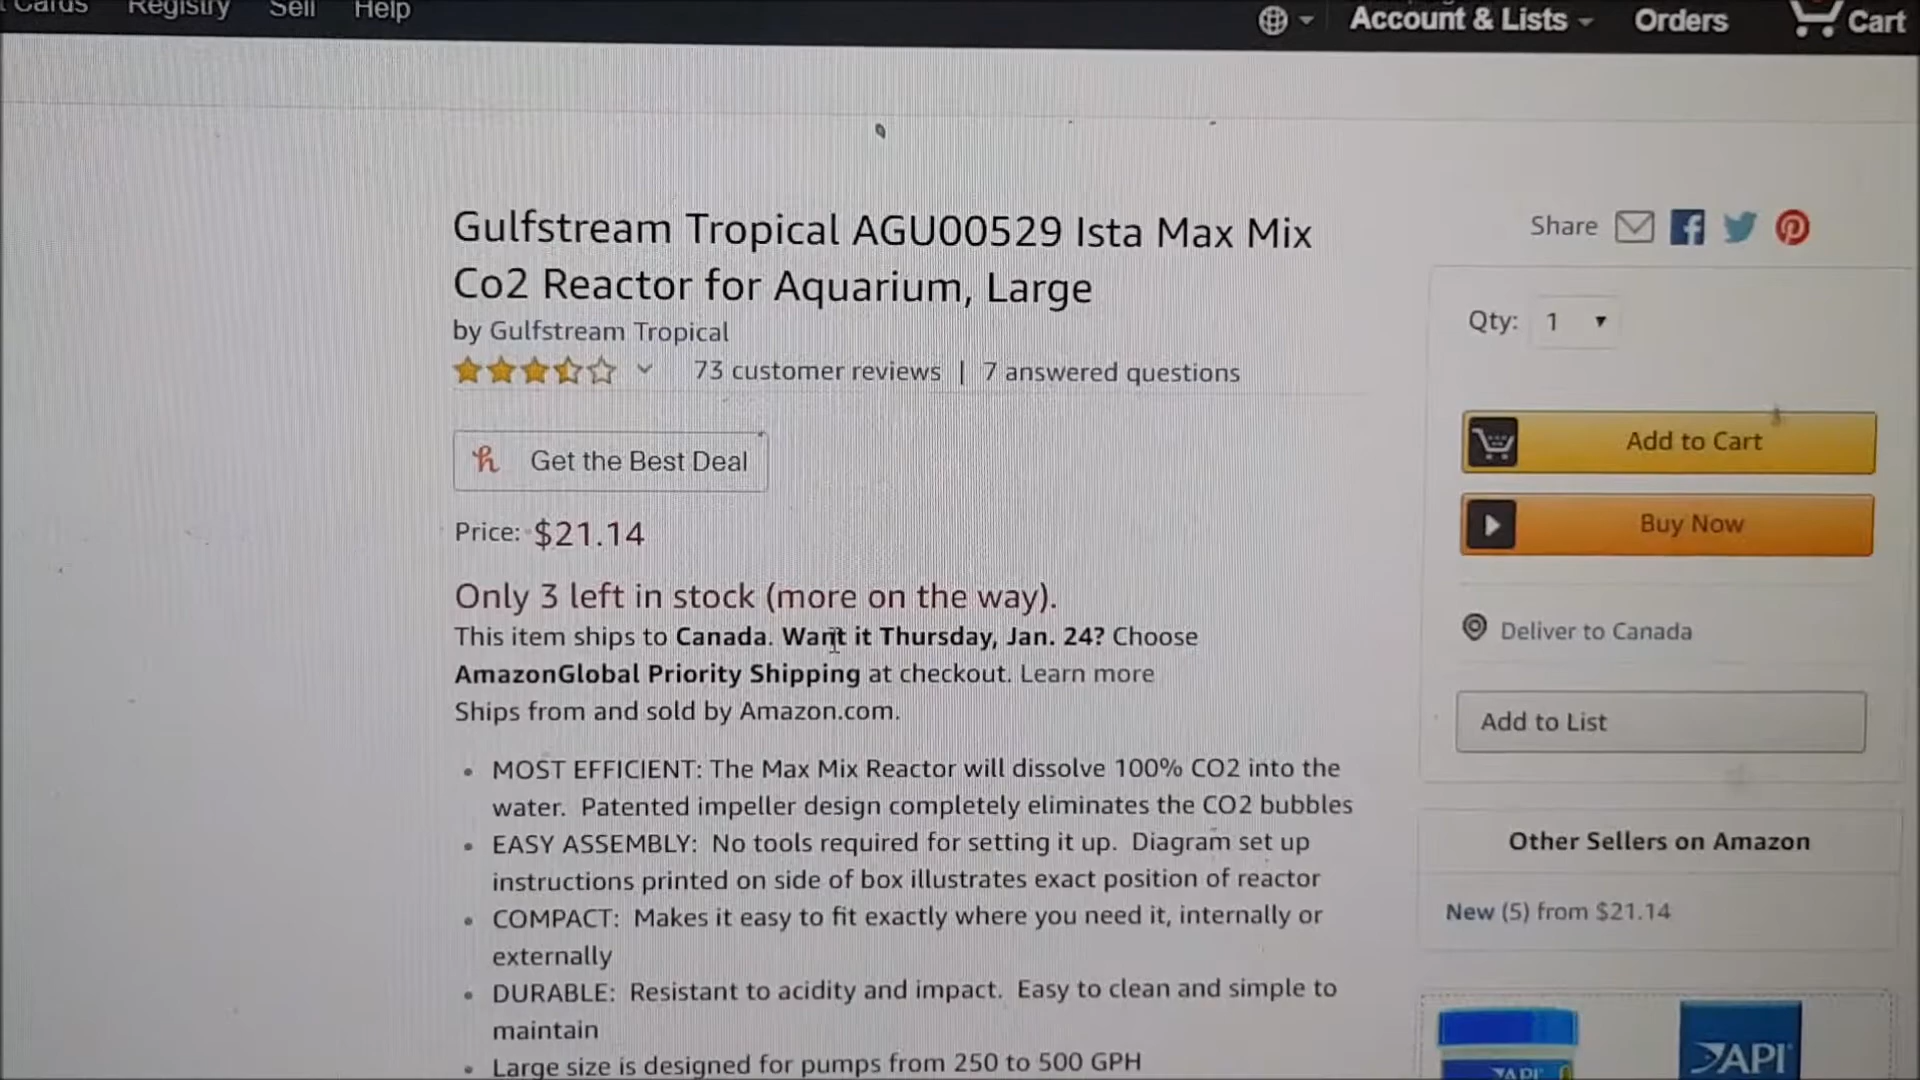 Cards Registry Sell Help
Account & Lists Orders Cart
Gulfstream Tropical AGU00529 Ista Max Mix
Co2 Reactor for Aquarium, Large
by Gulfstream Tropical
73 customer reviews | 7 answered questions
Get the Best Deal
Price: $21.14
Only 3 left in stock (more on the way).
This item ships to Canada. Want it Thursday, Jan. 24? Choose
AmazonGlobal Priority Shipping at checkout. Learn more
Ships from and sold by Amazon.com.
• MOST EFFICIENT: The Max Mix Reactor will dissolve 100% CO2 into the
water. Patented impeller design completely eliminates the CO2 bubbles
• EASY ASSEMBLY: No tools required for setting it up. Diagram set up
instructions printed on side of box illustrates exact position of reactor
• COMPACT: Makes it easy to fit exactly where you need it, internally or
externally
• DURABLE: Resistant to acidity and impact. Easy to clean and simple to
maintain
• Large size is designed for pumps from 250 to 500 GPH
Share
Qty: 1
Add to Cart
Buy Now
Deliver to Canada
Add to List
Other Sellers on Amazon
New (5) from $21.14
API
API